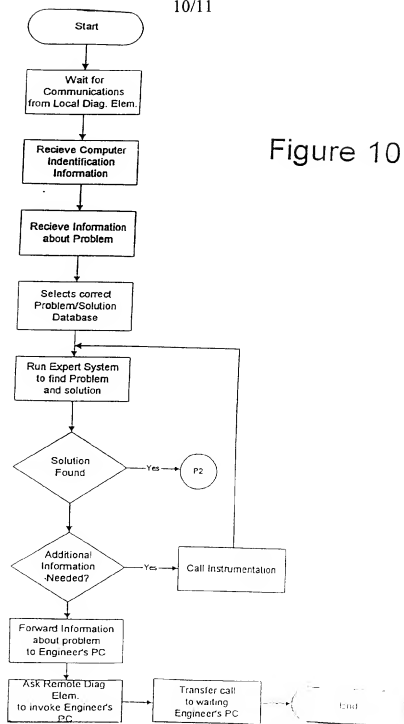 10/11
Start
Wait for
Communications
from Local Diag. Elem.
Recieve Computer
Indentification
Information
Figure 10
Recieve Information
about Problem
Selects correct
Problem/Solution
Database
Run Expert System
to find Problem
and solution
Solution
Found
Yes
P2
Additional
Information
Needed?
Yes
Call Instrumentation
Forward Information
about problem
to Engineer's PC
Ask Remote Diag
Elem.
to invoke Engineer's
PC
Transfer call
to waiting
Engineer's PC
End